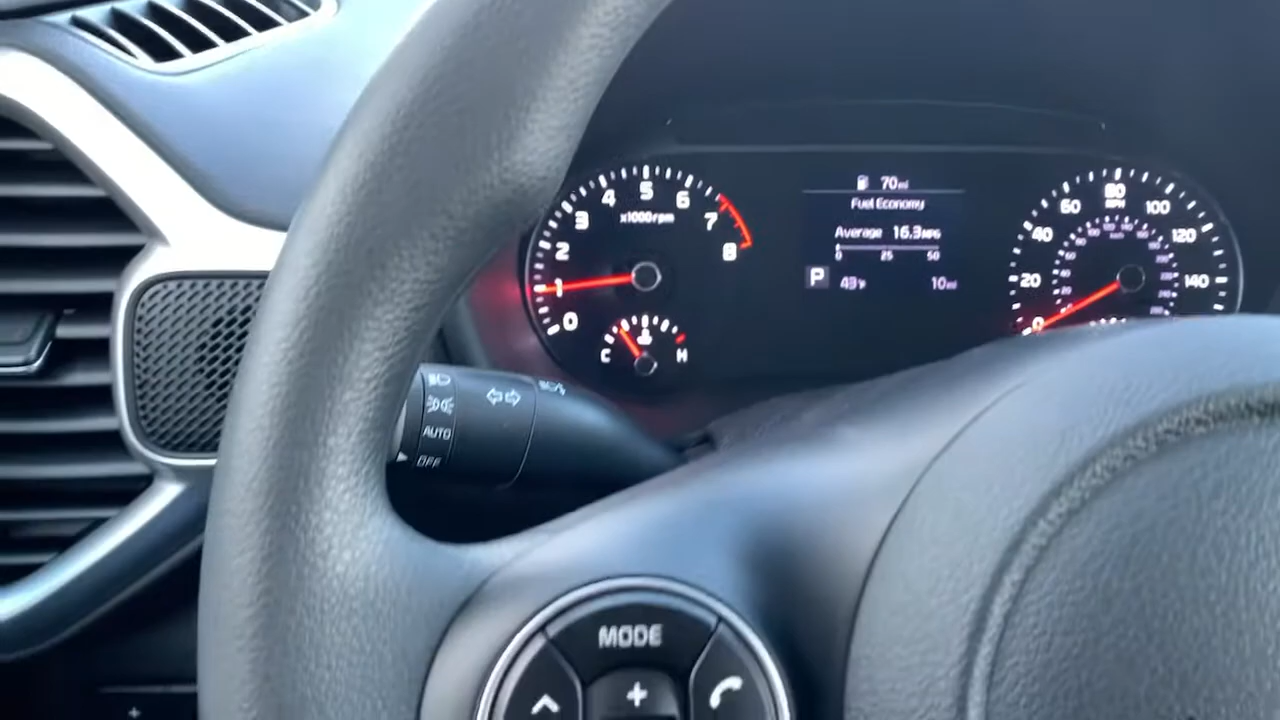 70mi
Fuel Economy
Average 16.3MPG
0 25 50
P 49°F 10mi
0 1 2 3 4 5 6 7 8
x1000rpm
C H
0 20 40 60 80 100 120 140
MPH
km/h
AUTO
OFF
MODE
+